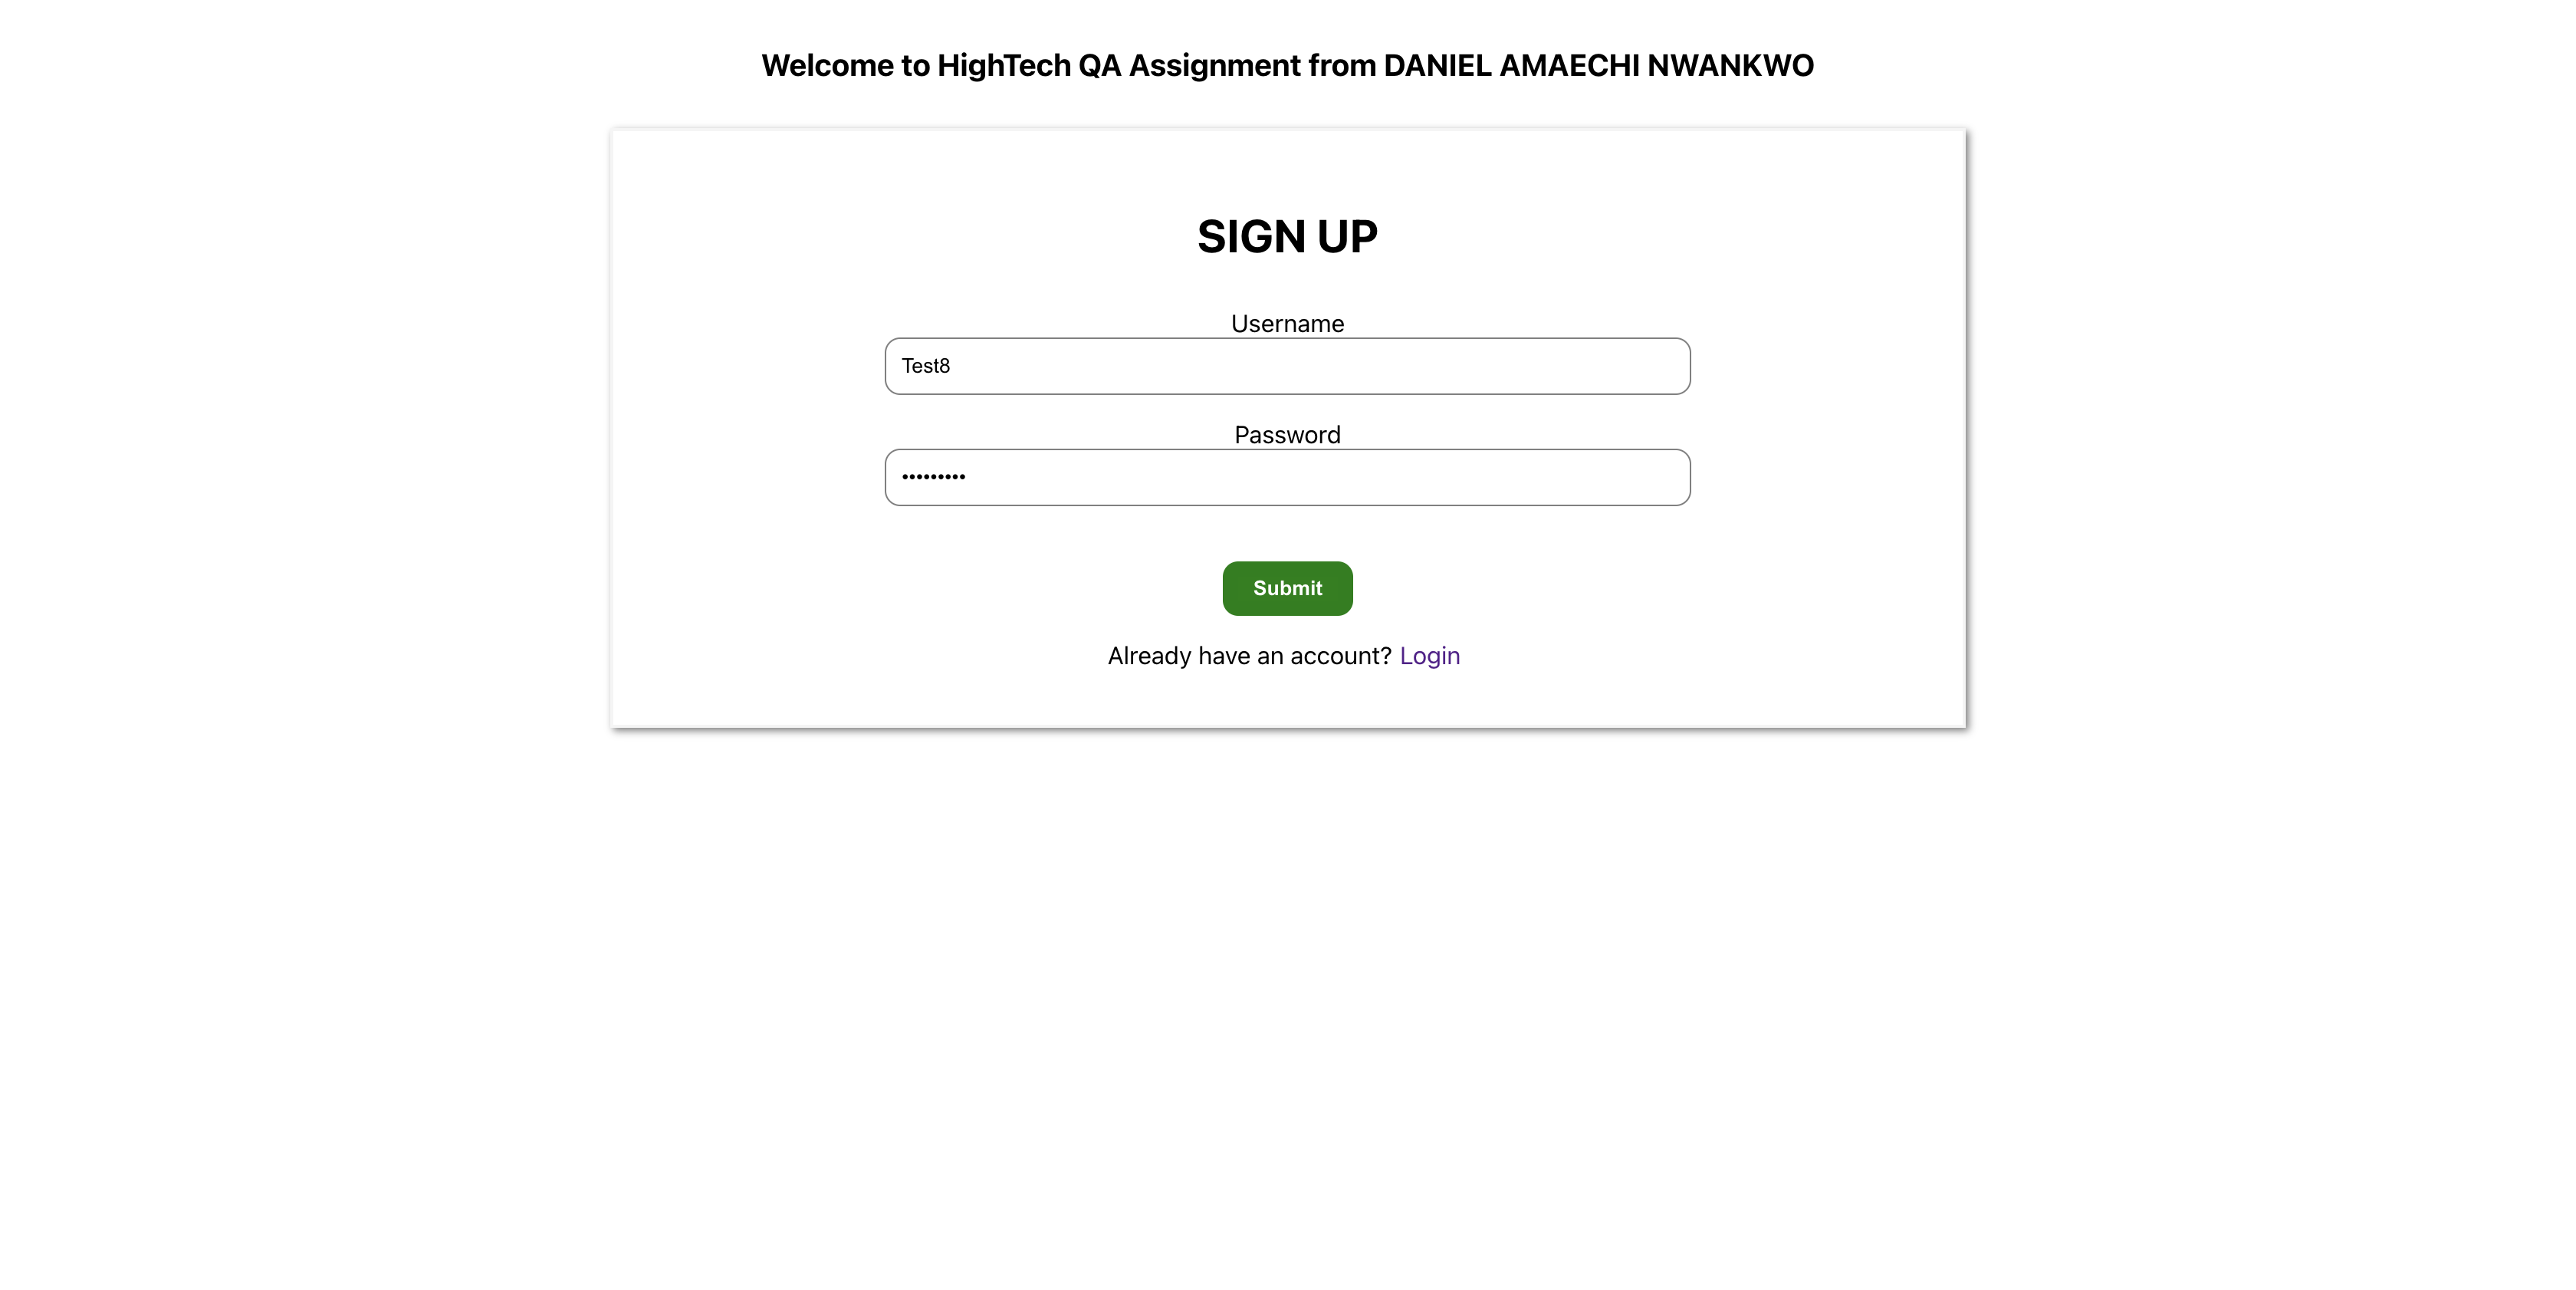 Welcome to HighTech QA Assignment from DANIEL AMAECHI NWANKWO
SIGN UP
Username
Test8
Password
•••••••••
Submit
Already have an account? Login